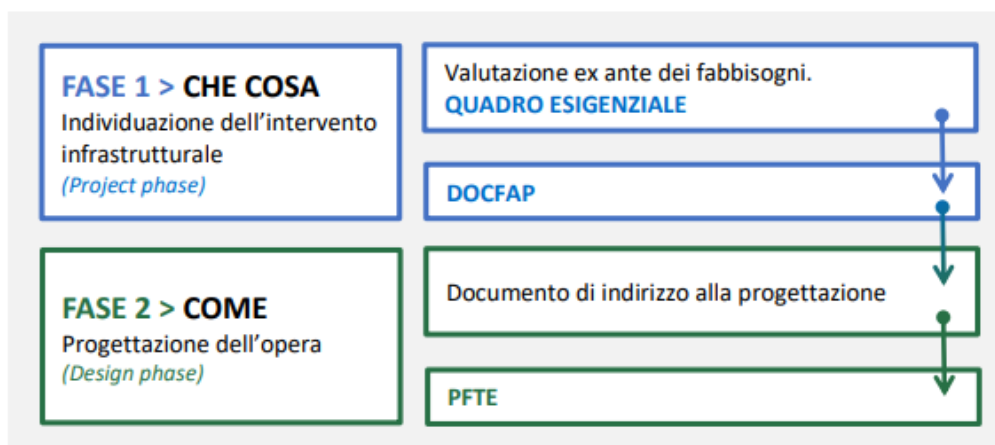 FASE 1 > CHE COSA
Individuazione dell'intervento
infrastrutturale
(Project phase)
Valutazione ex ante dei fabbisogni.
QUADRO ESIGENZIALE
DOCFAP
FASE 2 > COME
Progettazione dell'opera
(Design phase)
Documento di indirizzo alla progettazione
PFTE